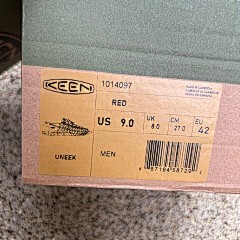 KEEN
1014097
RED
US 9.0
UK 8.0
CM 27.0
EU 42
UNEEK
MEN